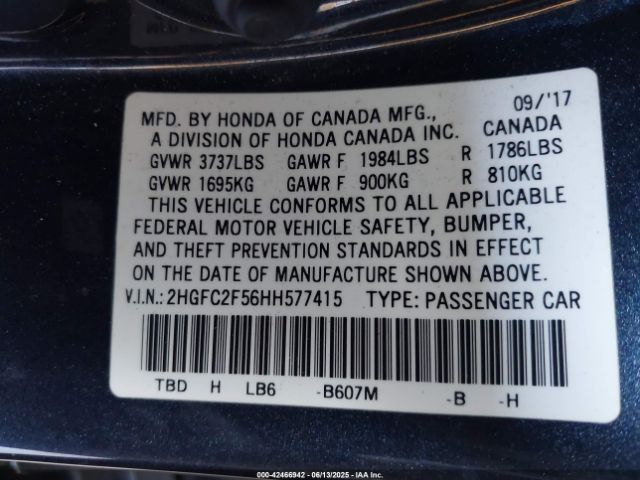 MFD. BY HONDA OF CANADA MFG., 09/'17
A DIVISION OF HONDA CANADA INC. CANADA
GVWR 3737LBS GAWR F 1984LBS R 1786LBS
GVWR 1695KG GAWR F 900KG R 810KG
THIS VEHICLE CONFORMS TO ALL APPLICABLE
FEDERAL MOTOR VEHICLE SAFETY, BUMPER,
AND THEFT PREVENTION STANDARDS IN EFFECT
ON THE DATE OF MANUFACTURE SHOWN ABOVE.
V.I.N.: 2HGFC2F56HH577415 TYPE: PASSENGER CAR
TBD H LB6 -B607M -B -H
000-42466942 - 06/13/2025 - IAA Inc.